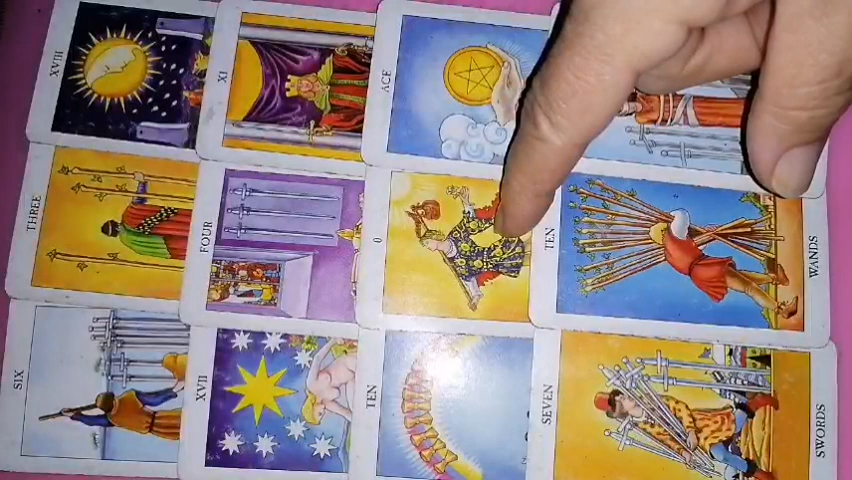 XVIII
XI
ACE
THREE
FOUR
0
TEN
WANDS
SIX
XVII
TEN
SEVEN
SWORDS